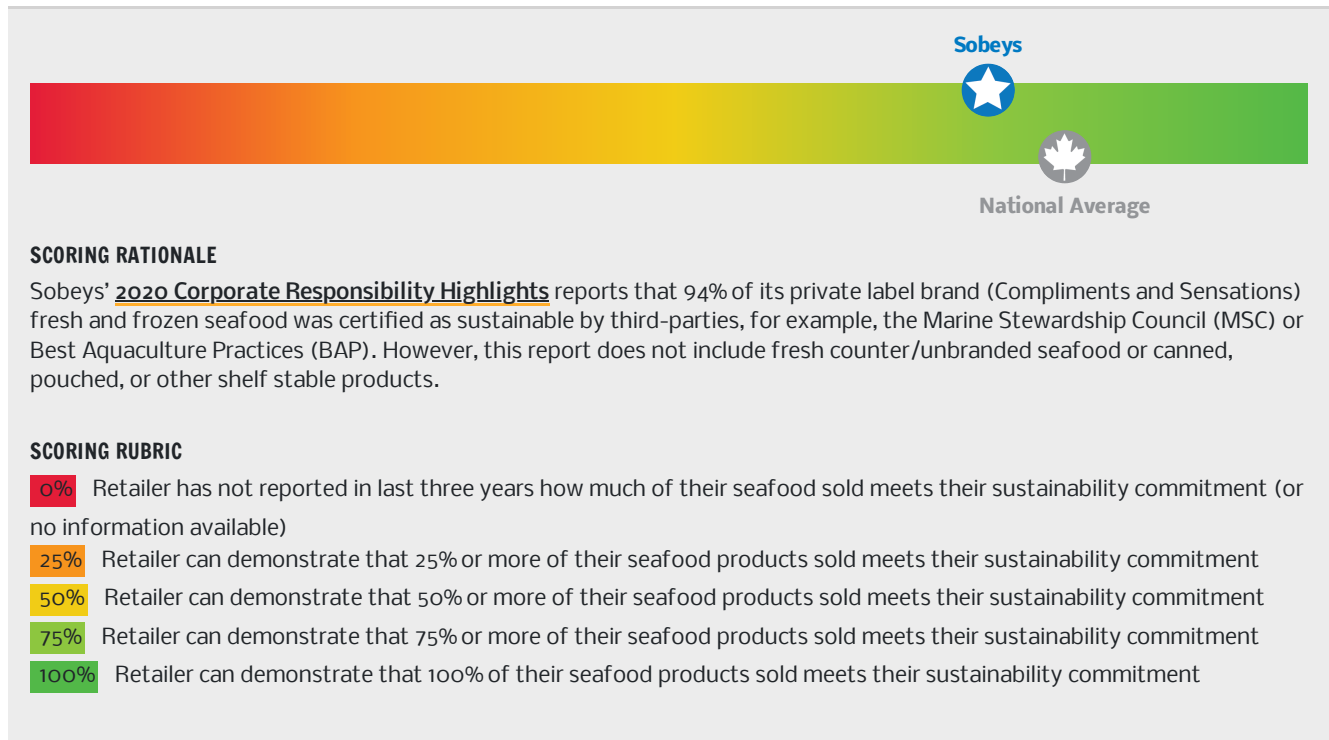 Sobeys
National Average
SCORING RATIONALE
Sobeys’ 2020 Corporate Responsibility Highlights reports that 94% of its private label brand (Compliments and Sensations)
fresh and frozen seafood was certified as sustainable by third-parties, for example, the Marine Stewardship Council (MSC) or
Best Aquaculture Practices (BAP). However, this report does not include fresh counter/unbranded seafood or canned,
pouched, or other shelf stable products.
SCORING RUBRIC
0% Retailer has not reported in last three years how much of their seafood sold meets their sustainability commitment (or
no information available)
25% Retailer can demonstrate that 25% or more of their seafood products sold meets their sustainability commitment
50% Retailer can demonstrate that 50% or more of their seafood products sold meets their sustainability commitment
75% Retailer can demonstrate that 75% or more of their seafood products sold meets their sustainability commitment
100% Retailer can demonstrate that 100% of their seafood products sold meets their sustainability commitment